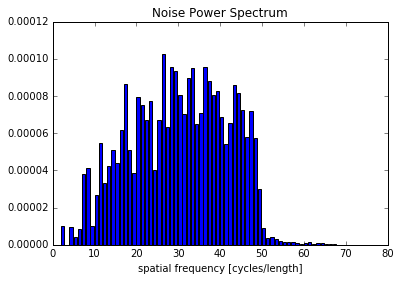 Noise Power Spectrum
0.00012
0.00010
0.00008
0.00006
0.00004
0.00002
0.00000
0 10 20 30 40 50 60 70 80
spatial frequency [cycles/length]